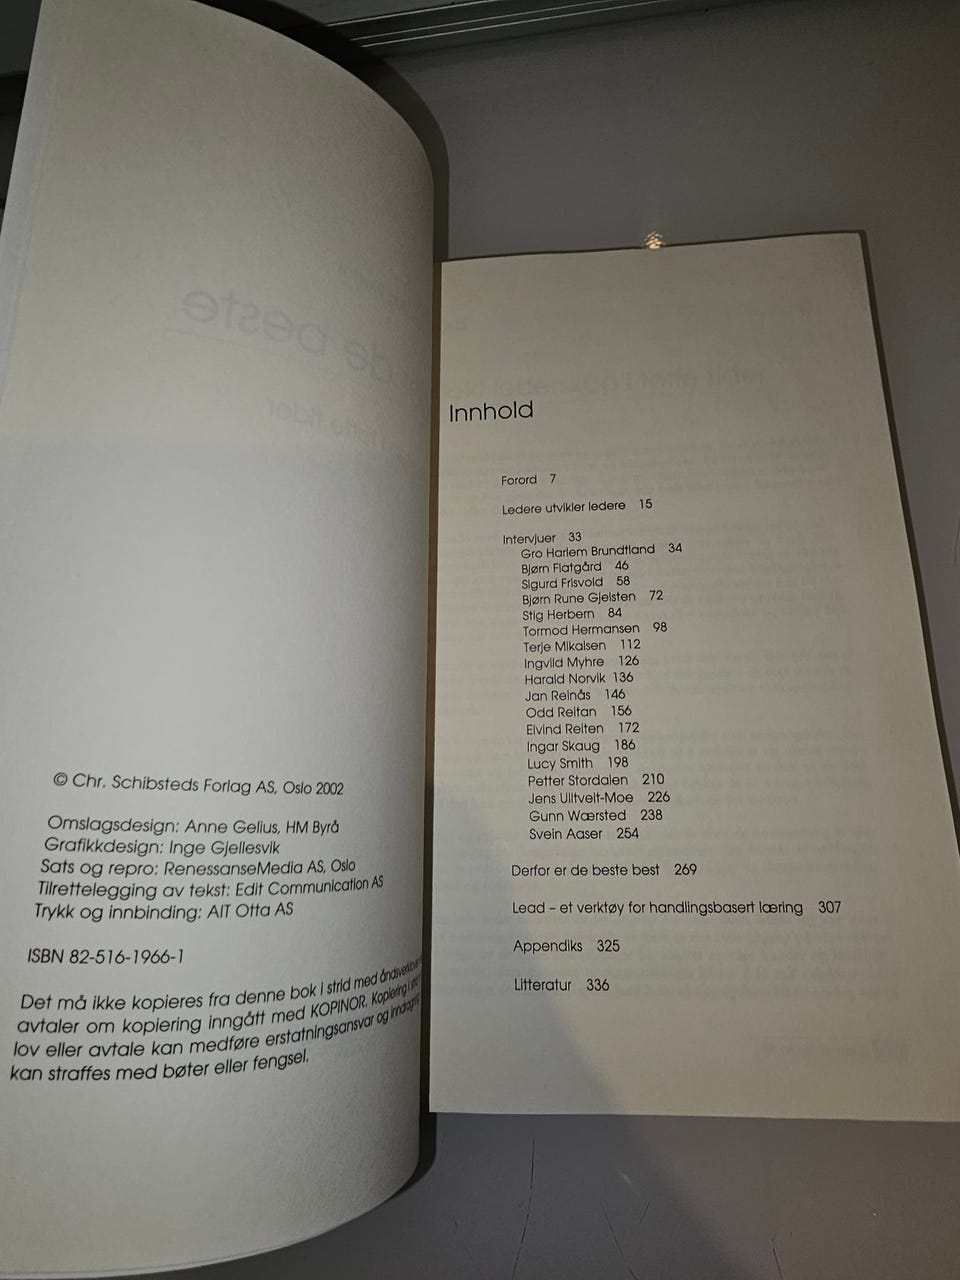 © Chr. Schibsteds Forlag AS, Oslo 2002
Omslagsdesign: Anne Gelius, HM Byrå
Grafikkdesign: Inge Gjellesvik
Sats og repro: RenessanseMedia AS, Oslo
Tilrettelegging av tekst: Edit Communication AS
Trykk og innbinding: AIT Otta AS
ISBN 82-516-1966-1
Det må ikke kopieres fra denne bok i strid med
avtaler om kopiering inngått med KOPINOR. Kopiering i
lov eller avtale kan medføre erstatningsansvar og
kan straffes med bøter eller fengsel.
Innhold
Forord 7
Ledere utvikler ledere 15
Intervjuer 33
Gro Harlem Brundtland 34
Bjørn Flatgård 46
Sigurd Frisvold 58
Bjørn Rune Gjelsten 72
Stig Herbern 84
Tormod Hermansen 98
Terje Mikalsen 112
Ingvild Myhre 126
Harald Norvik 136
Jan Reinås 146
Odd Reitan 156
Eivind Reiten 172
Ingar Skaug 186
Lucy Smith 198
Petter Stordalen 210
Jens Ulltveit-Moe 226
Gunn Wærsted 238
Svein Aaser 254
Derfor er de beste best 269
Lead – et verktøy for handlingsbasert læring 307
Appendiks 325
Litteratur 336